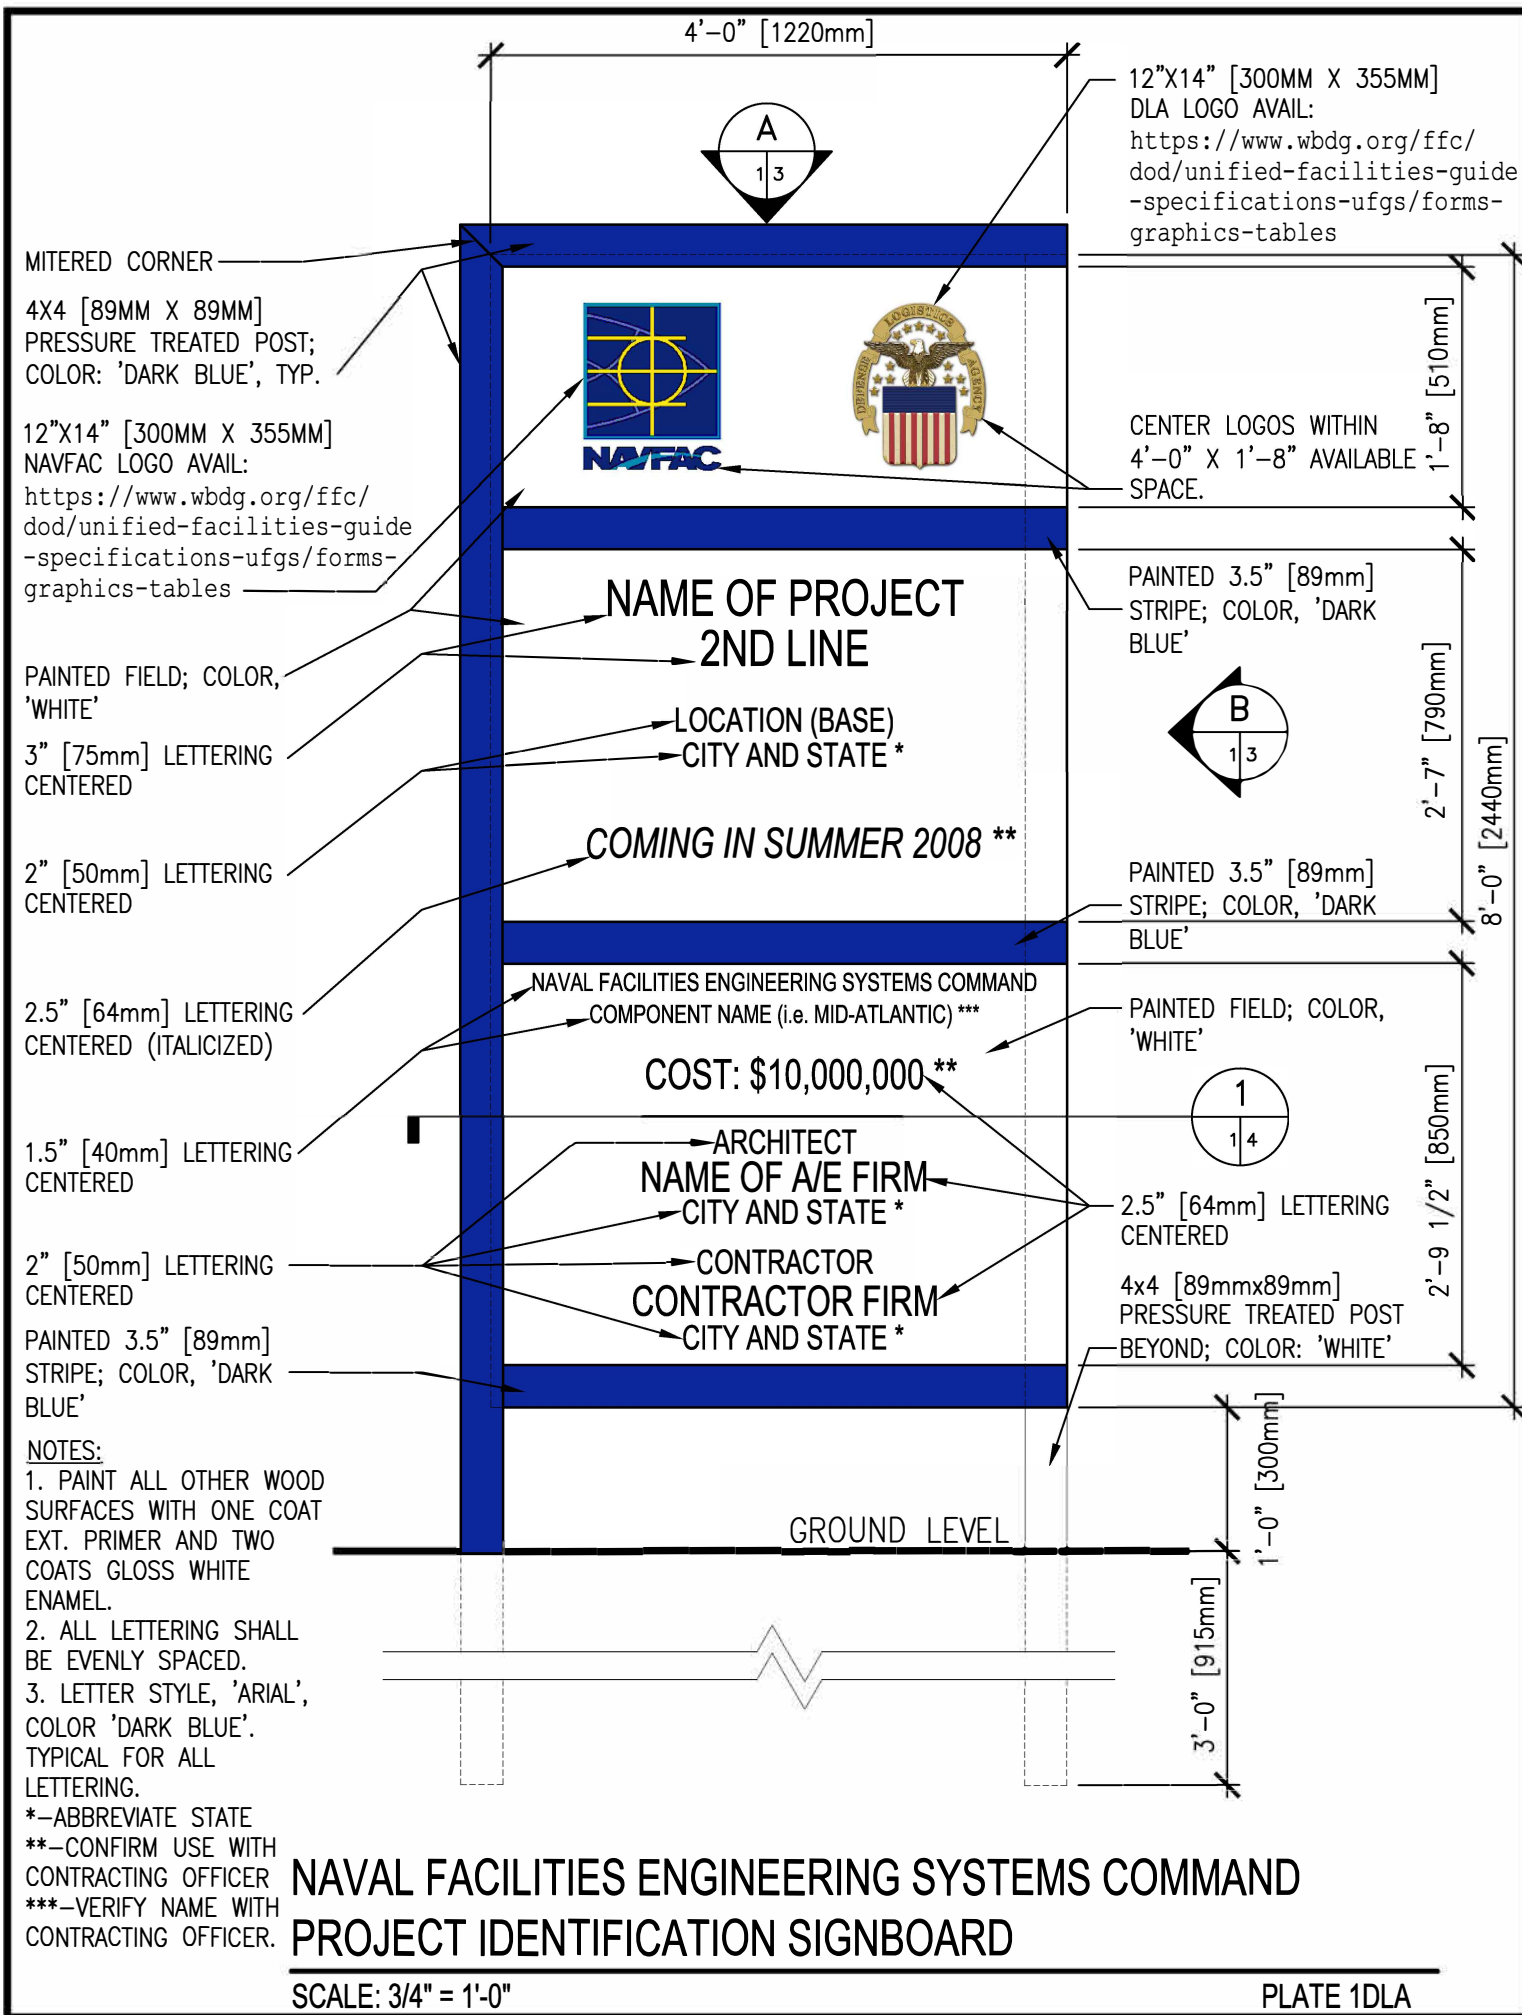 4'-0" [1220mm]
12"X14" [300MM X 355MM]
DLA LOGO AVAIL:
https://www.wbdg.org/ffc/
dod/unified-facilities-guide
-specifications-ufgs/forms-
graphics-tables
A
1 3
MITERED CORNER
4X4 [89MM X 89MM]
PRESSURE TREATED POST;
COLOR: 'DARK BLUE', TYP.
12"X14" [300MM X 355MM]
NAVFAC LOGO AVAIL:
https://www.wbdg.org/ffc/
dod/unified-facilities-guide
-specifications-ufgs/forms-
graphics-tables
PAINTED FIELD; COLOR,
'WHITE'
3" [75mm] LETTERING
CENTERED
2" [50mm] LETTERING
CENTERED
2.5" [64mm] LETTERING
CENTERED (ITALICIZED)
1.5" [40mm] LETTERING
CENTERED
2" [50mm] LETTERING
CENTERED
PAINTED 3.5" [89mm]
STRIPE; COLOR, 'DARK
BLUE'
NAVFAC
DEFENSE LOGISTICS AGENCY
NAME OF PROJECT
2ND LINE
LOCATION (BASE)
CITY AND STATE *
COMING IN SUMMER 2008 **
NAVAL FACILITIES ENGINEERING SYSTEMS COMMAND
COMPONENT NAME (i.e. MID-ATLANTIC) ***
COST: $10,000,000 **
ARCHITECT
NAME OF A/E FIRM
CITY AND STATE *
CONTRACTOR
CONTRACTOR FIRM
CITY AND STATE *
GROUND LEVEL
CENTER LOGOS WITHIN
4'-0" X 1'-8" AVAILABLE
SPACE.
PAINTED 3.5" [89mm]
STRIPE; COLOR, 'DARK
BLUE'
B
1 3
PAINTED 3.5" [89mm]
STRIPE; COLOR, 'DARK
BLUE'
PAINTED FIELD; COLOR,
'WHITE'
1
1 4
2.5" [64mm] LETTERING
CENTERED
4x4 [89mmx89mm]
PRESSURE TREATED POST
BEYOND; COLOR: 'WHITE'
1'-8" [510mm]
2'-7" [790mm]
8'-0" [2440mm]
2'-9 1/2" [850mm]
1'-0" [300mm]
3'-0" [915mm]
NOTES:
1. PAINT ALL OTHER WOOD
SURFACES WITH ONE COAT
EXT. PRIMER AND TWO
COATS GLOSS WHITE
ENAMEL.
2. ALL LETTERING SHALL
BE EVENLY SPACED.
3. LETTER STYLE, 'ARIAL',
COLOR 'DARK BLUE'.
TYPICAL FOR ALL
LETTERING.
*-ABBREVIATE STATE
**-CONFIRM USE WITH
CONTRACTING OFFICER
***-VERIFY NAME WITH
CONTRACTING OFFICER.
NAVAL FACILITIES ENGINEERING SYSTEMS COMMAND
PROJECT IDENTIFICATION SIGNBOARD
SCALE: 3/4" = 1'-0"
PLATE 1DLA